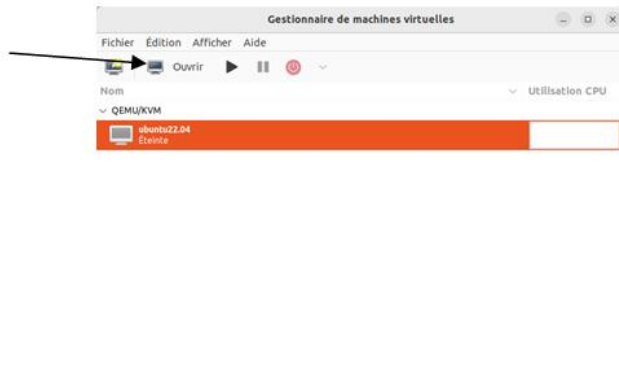 Gestionnaire de machines virtuelles
Fichier Édition Afficher Aide
Ouvrir
Nom Utilisation CPU
QEMU/KVM
ubuntu22.04
Éteinte